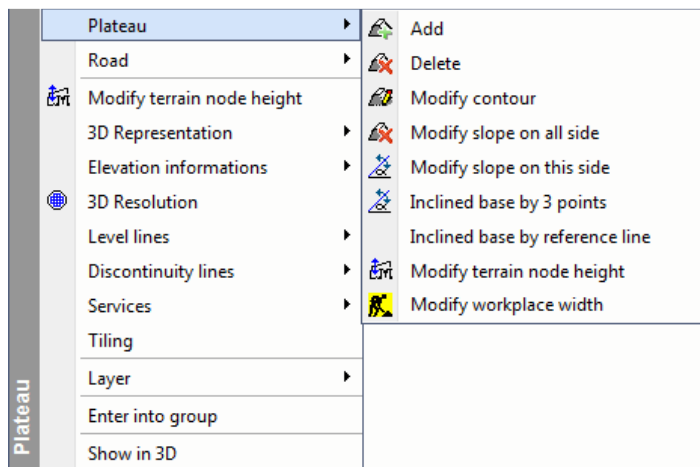 Plateau
Road
Modify terrain node height
3D Representation
Elevation informations
3D Resolution
Level lines
Discontinuity lines
Services
Tiling
Layer
Enter into group
Show in 3D
Plateau
Add
Delete
Modify contour
Modify slope on all side
Modify slope on this side
Inclined base by 3 points
Inclined base by reference line
Modify terrain node height
Modify workplace width